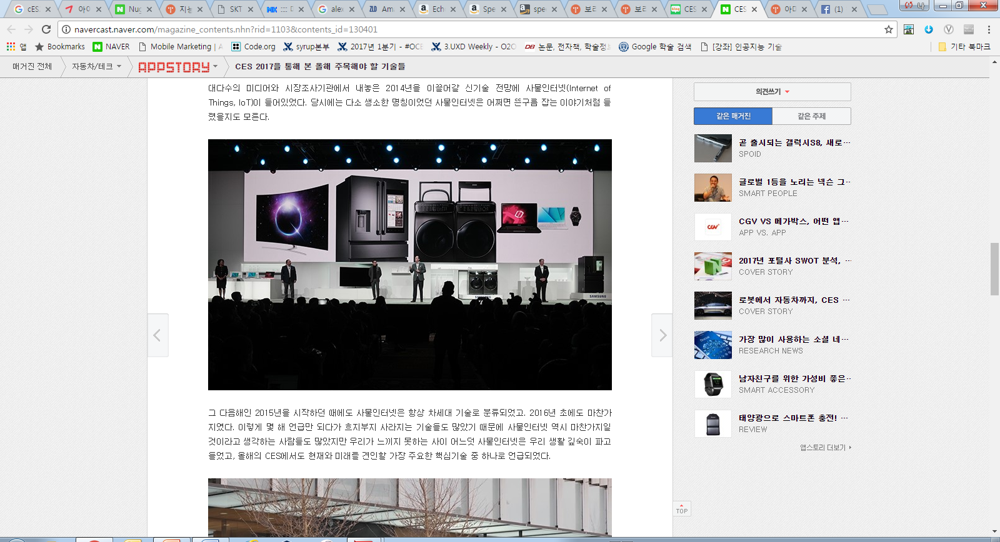 cES
아이
Nug
지능
SKT
MK :::: 다
Goog
alex
ZLD Am
Ech
Spe
spe
보라
보라
CES
CES
아마
(1)
나
navercast.naver.com/magazine_contents.nhn?rid=1103&contents_id=130401
앱 Bookmarks NAVER Mobile Marketing | A Code.org syrup본부 2017년 1분기 - #OCE 3.UXD Weekly - O2O DB 논문, 전자책, 학술정보 Google 학술 검색 [강좌] 인공지능 기술 기타 북마크
매거진 전체 자동차/테크 APPSTORY CES 2017을 통해 본 올해 주목해야 할 기술들
대다수의 미디어와 시장조사기관에서 내놓은 2014년을 이끌어갈 신기술 전망에 사물인터넷(Internet of
Things, IoT)이 들어있었다. 당시에는 다소 생소한 명칭이었던 사물인터넷은 어쩌면 뜬구름 잡는 이야기처럼 들
렸을지도 모른다.
SAMSUNG
그 다음해인 2015년을 시작하던 때에도 사물인터넷은 항상 차세대 기술로 분류되었고. 2016년 초에도 마찬가
지였다. 이렇게 몇 해 언급만 되다가 흐지부지 사라지는 기술들도 많았기 때문에 사물인터넷 역시 마찬가지일
것이라고 생각하는 사람들도 많았지만 우리가 느끼지 못하는 사이 어느덧 사물인터넷은 우리 생활 깊숙이 파고
들었고, 올해의 CES에서도 현재와 미래를 견인할 가장 주요한 핵심기술 중 하나로 언급되었다.
의견쓰기
같은 매거진 같은 주제
곧 출시되는 갤럭시S8, 새로…
SPOID
글로벌 1등을 노리는 넥슨 그…
SMART PEOPLE
CGV
CGV VS 메가박스, 어떤 앱…
APP VS. APP
2017년 포털사 SWOT 분석, …
COVER STORY
로봇에서 자동차까지, CES …
COVER STORY
가장 많이 사용하는 소셜 네…
RESEARCH NEWS
남자친구를 위한 가성비 좋은…
SMART ACCESSORY
태양광으로 스마트폰 충전! …
REVIEW
앱스토리 더보기
TOP